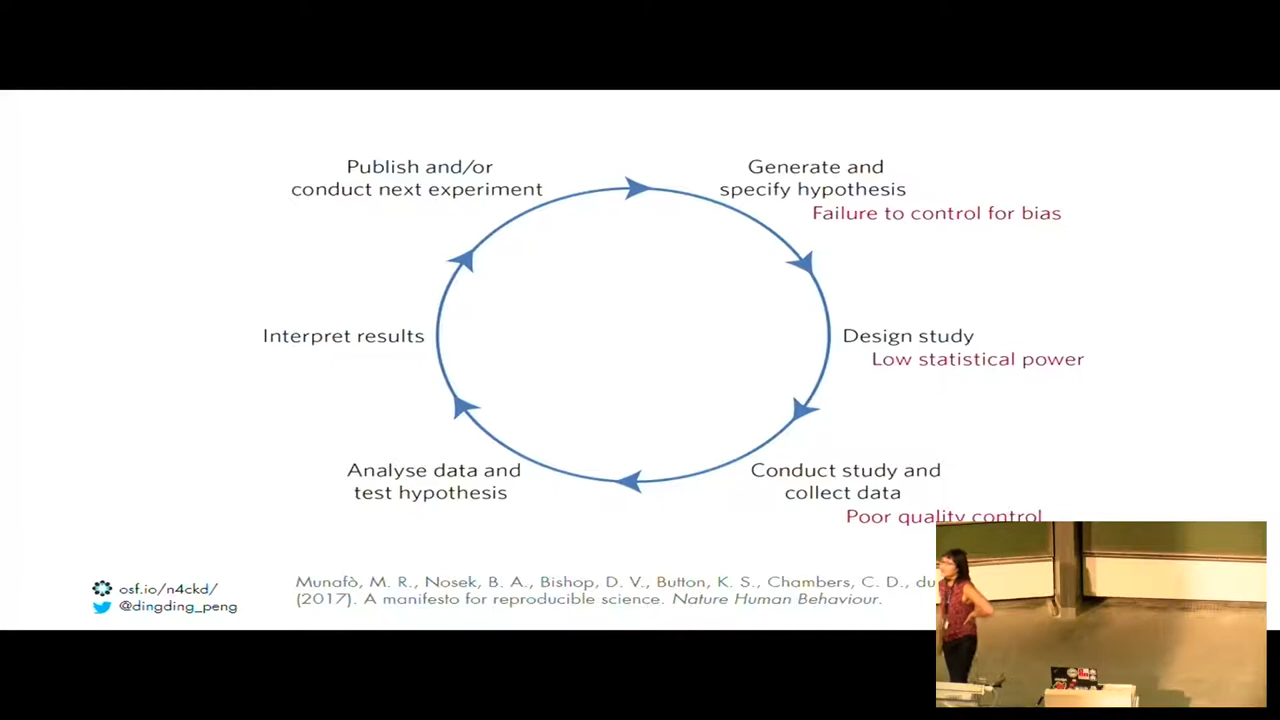 Publish and/or
conduct next experiment
Generate and
specify hypothesis
Failure to control for bias
Interpret results
Design study
Low statistical power
Analyse data and
test hypothesis
Conduct study and
collect data
Poor quality control
osf.io/n4ckd/
@dingding_peng
Munafò, M. R., Nosek, B. A., Bishop, D. V., Button, K. S., Chambers, C. D., du
(2017). A manifesto for reproducible science. Nature Human Behaviour.